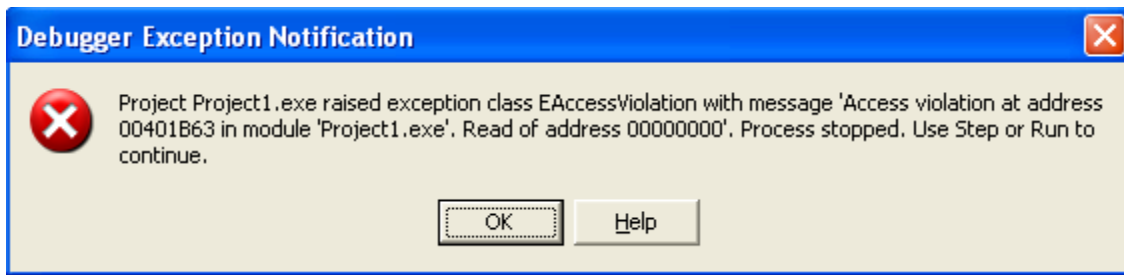 Debugger Exception Notification
Project Project1.exe raised exception class EAccessViolation with message 'Access violation at address
00401B63 in module 'Project1.exe'. Read of address 00000000'. Process stopped. Use Step or Run to
continue.
OK
Help